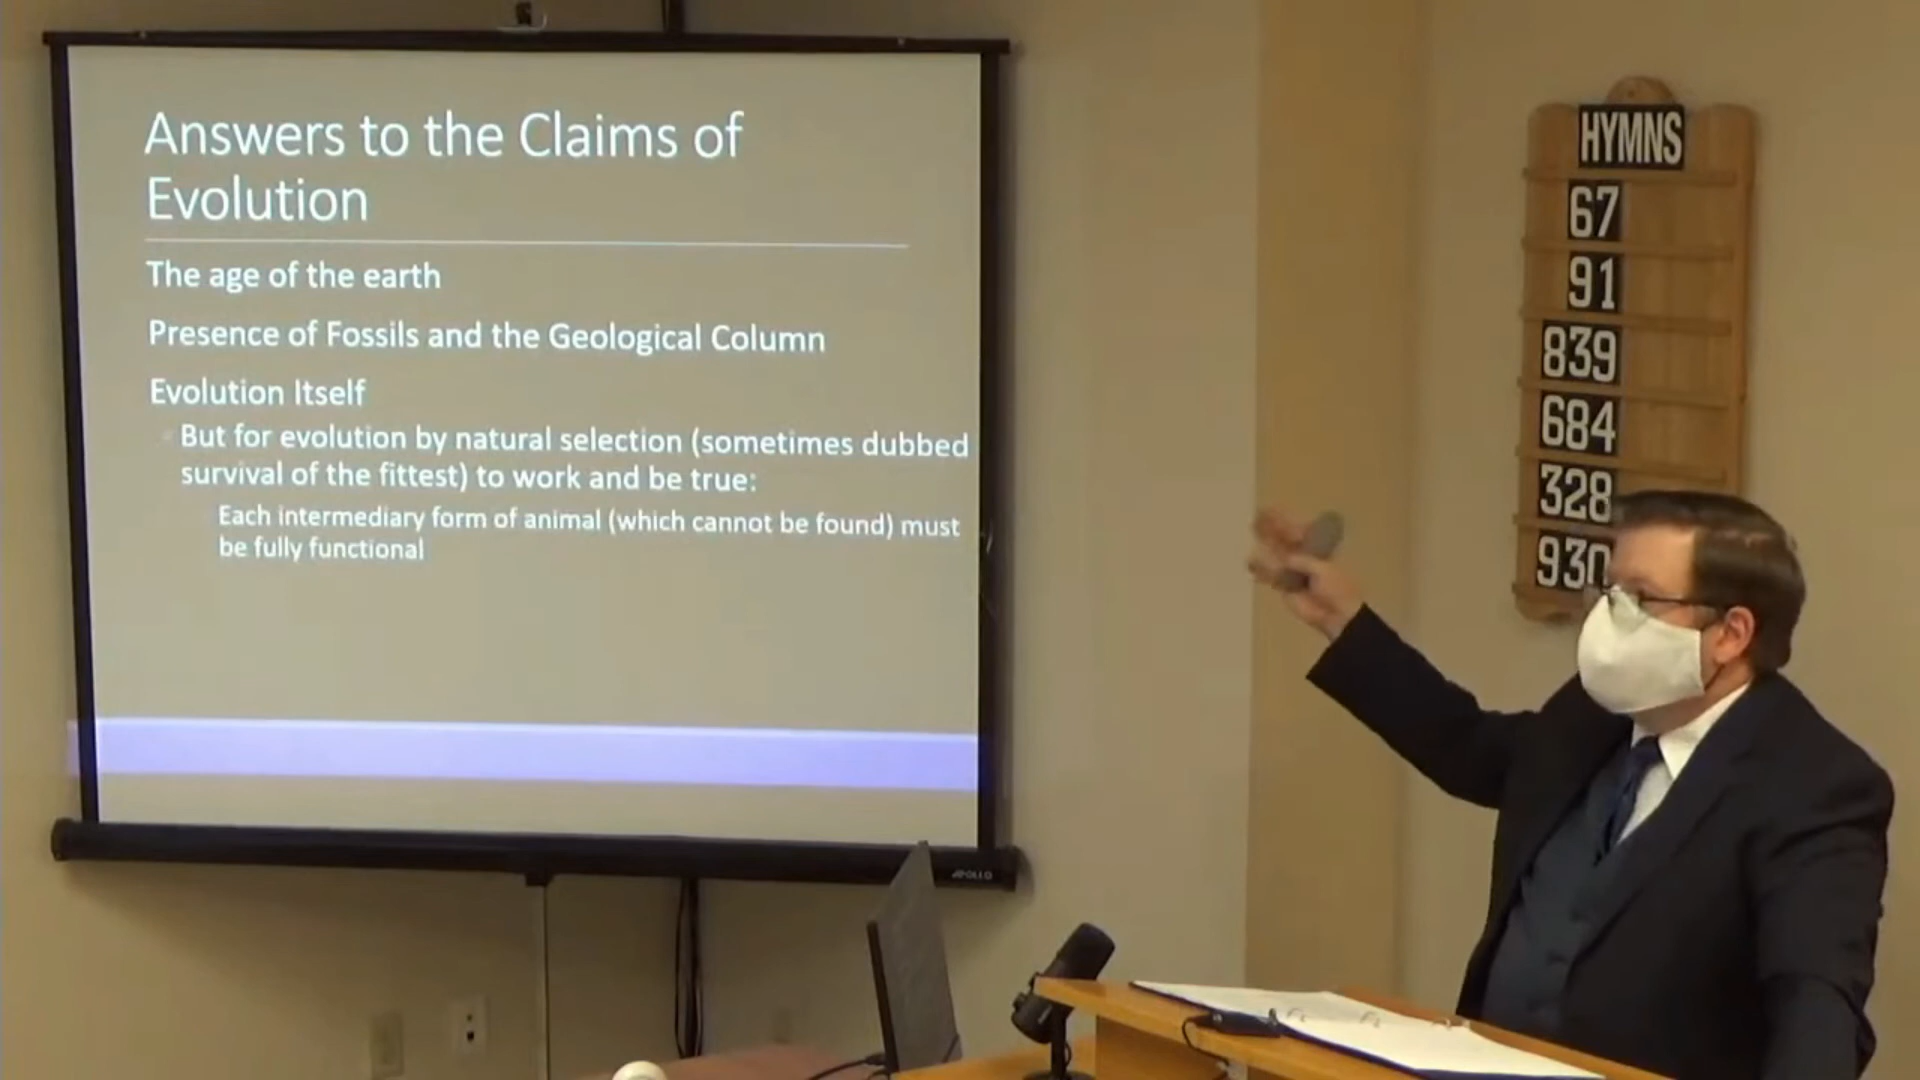 Answers to the Claims of
Evolution
The age of the earth
Presence of Fossils and the Geological Column
Evolution Itself
But for evolution by natural selection (sometimes dubbed
survival of the fittest) to work and be true:
Each intermediary form of animal (which cannot be found) must
be fully functional
APOLLO
HYMNS
67
91
839
684
328
930